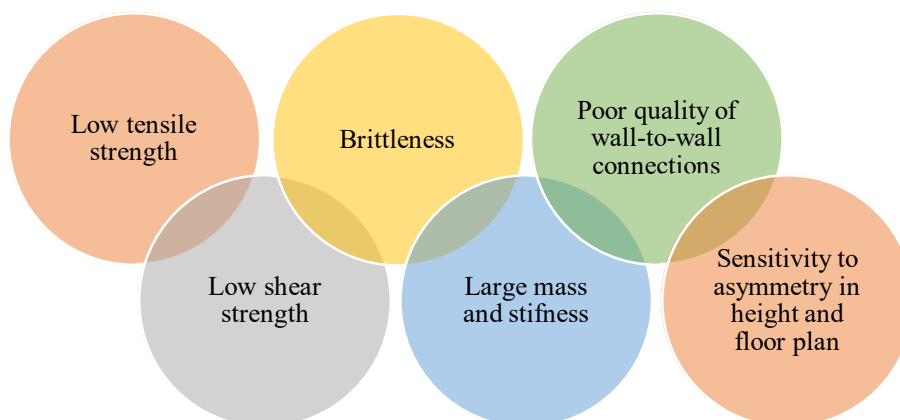 Low tensile
strength
Brittleness
Poor quality of
wall-to-wall
connections
Low shear
strength
Large mass
and stifness
Sensitivity to
asymmetry in
height and
floor plan